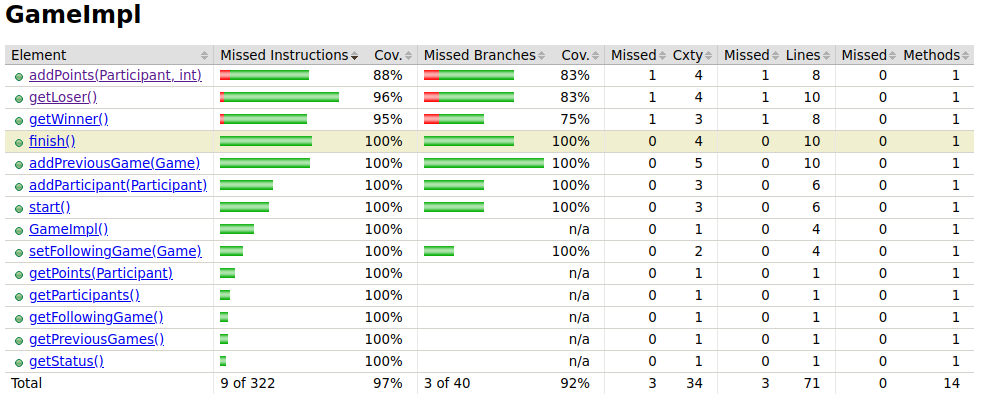 GameImpl
Element Missed Instructions Cov. Missed Branches Cov. Missed Cxty Missed Lines Missed Methods
addPoints(Participant, int) 88% 83% 1 4 1 8 0 1
getLoser() 96% 83% 1 4 1 10 0 1
getWinner() 95% 75% 1 3 1 8 0 1
finish() 100% 100% 0 4 0 10 0 1
addPreviousGame(Game) 100% 100% 0 5 0 10 0 1
addParticipant(Participant) 100% 100% 0 3 0 6 0 1
start() 100% 100% 0 3 0 6 0 1
GameImpl() 100% n/a 0 1 0 4 0 1
setFollowingGame(Game) 100% 100% 0 2 0 4 0 1
getPoints(Participant) 100% n/a 0 1 0 1 0 1
getParticipants() 100% n/a 0 1 0 1 0 1
getFollowingGame() 100% n/a 0 1 0 1 0 1
getPreviousGames() 100% n/a 0 1 0 1 0 1
getStatus() 100% n/a 0 1 0 1 0 1
Total 9 of 322 97% 3 of 40 92% 3 34 3 71 0 14